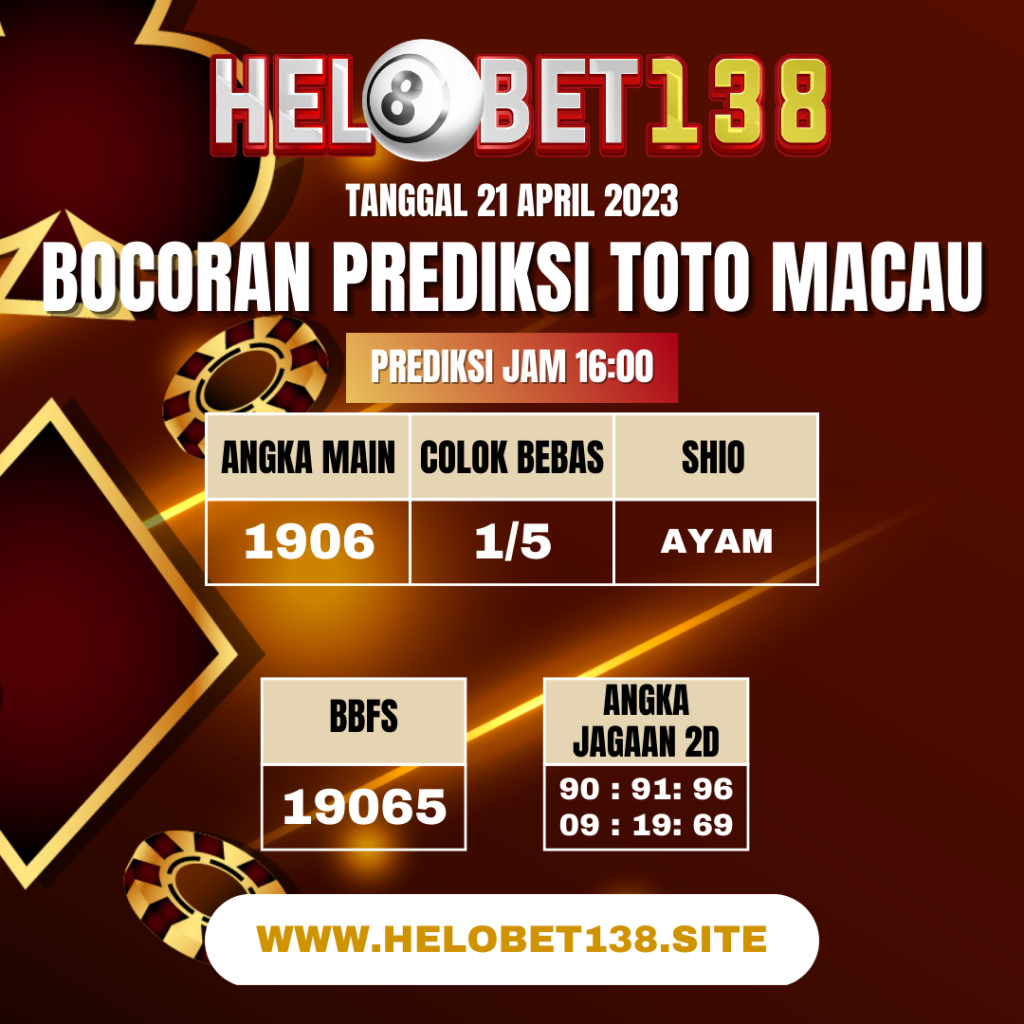 HELOBET138
TANGGAL 21 APRIL 2023
BOCORAN PREDIKSI TOTO MACAU
PREDIKSI JAM 16:00
ANGKA MAIN COLOK BEBAS SHIO
1906 1/5 AYAM
BBFS
19065
ANGKA
JAGAAN 2D
90 : 91: 96
09 : 19: 69
WWW.HELOBET138.SITE